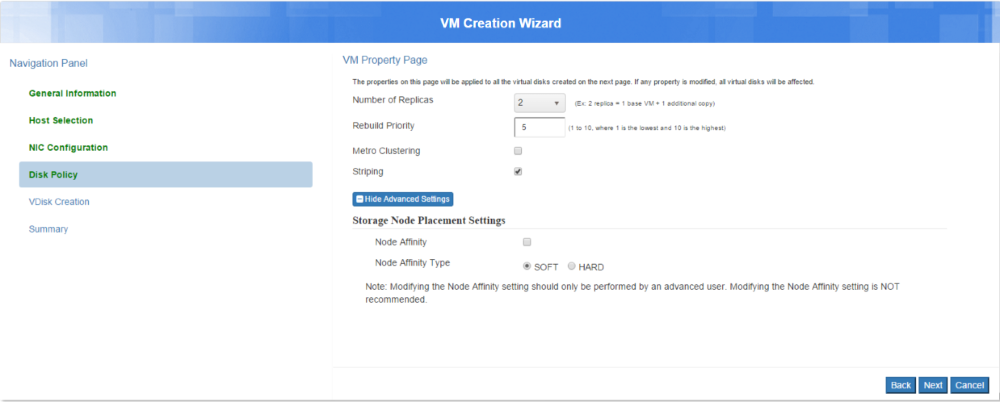 VM Creation Wizard
Navigation Panel
General Information
Host Selection
NIC Configuration
Disk Policy
VDisk Creation
Summary
VM Property Page
The properties on this page will be applied to all the virtual disks created on the next page. If any property is modified, all virtual disks will be affected.
Number of Replicas 2 (Ex: 2 replica = 1 base VM + 1 additional copy)
Rebuild Priority 5 (1 to 10, where 1 is the lowest and 10 is the highest)
Metro Clustering
Striping
Hide Advanced Settings
Storage Node Placement Settings
Node Affinity
Node Affinity Type SOFT HARD
Note: Modifying the Node Affinity setting should only be performed by an advanced user. Modifying the Node Affinity setting is NOT
recommended.
Back Next Cancel